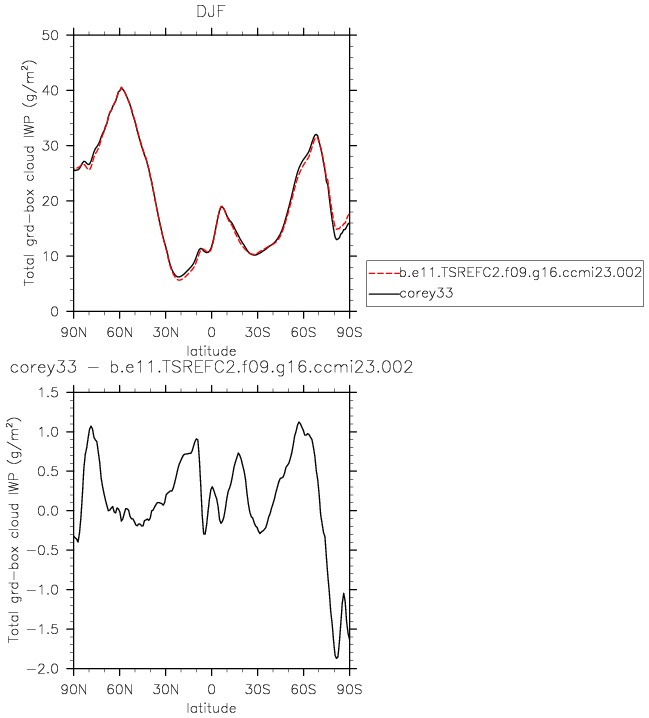 DJF
Total grd-box cloud IWP (g/m²)
50
40
30
20
10
0
90N 60N 30N 0 30S 60S 90S
latitude
b.e11.TSREFC2.f09.g16.ccmi23.002
corey33
corey33 - b.e11.TSREFC2.f09.g16.ccmi23.002
Total grd-box cloud IWP (g/m²)
1.5
1.0
0.5
0.0
-0.5
-1.0
-1.5
-2.0
90N 60N 30N 0 30S 60S 90S
latitude